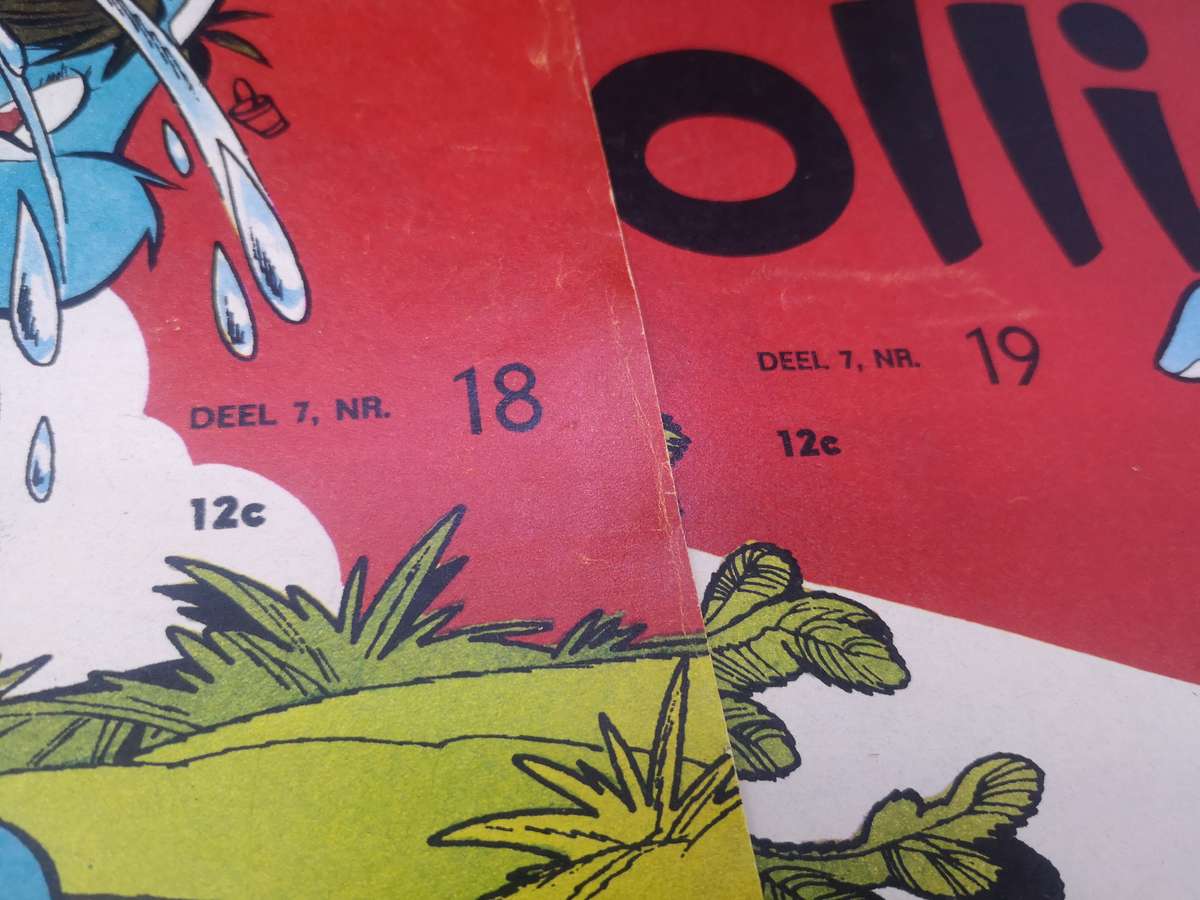 DEEL 7, NR. 18
12c
olli
DEEL 7, NR. 19
12c